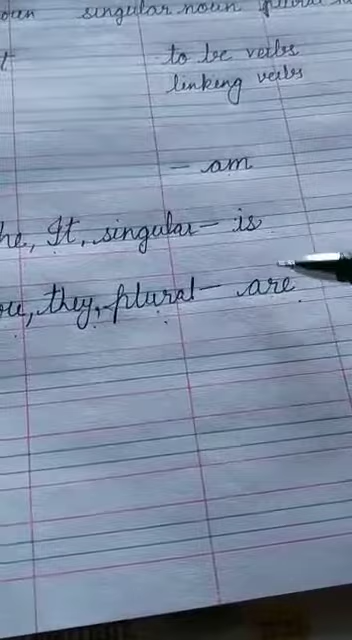 singular noun
to be verbs
linking verbs
- am
he, It, singular - is
they, plural - are